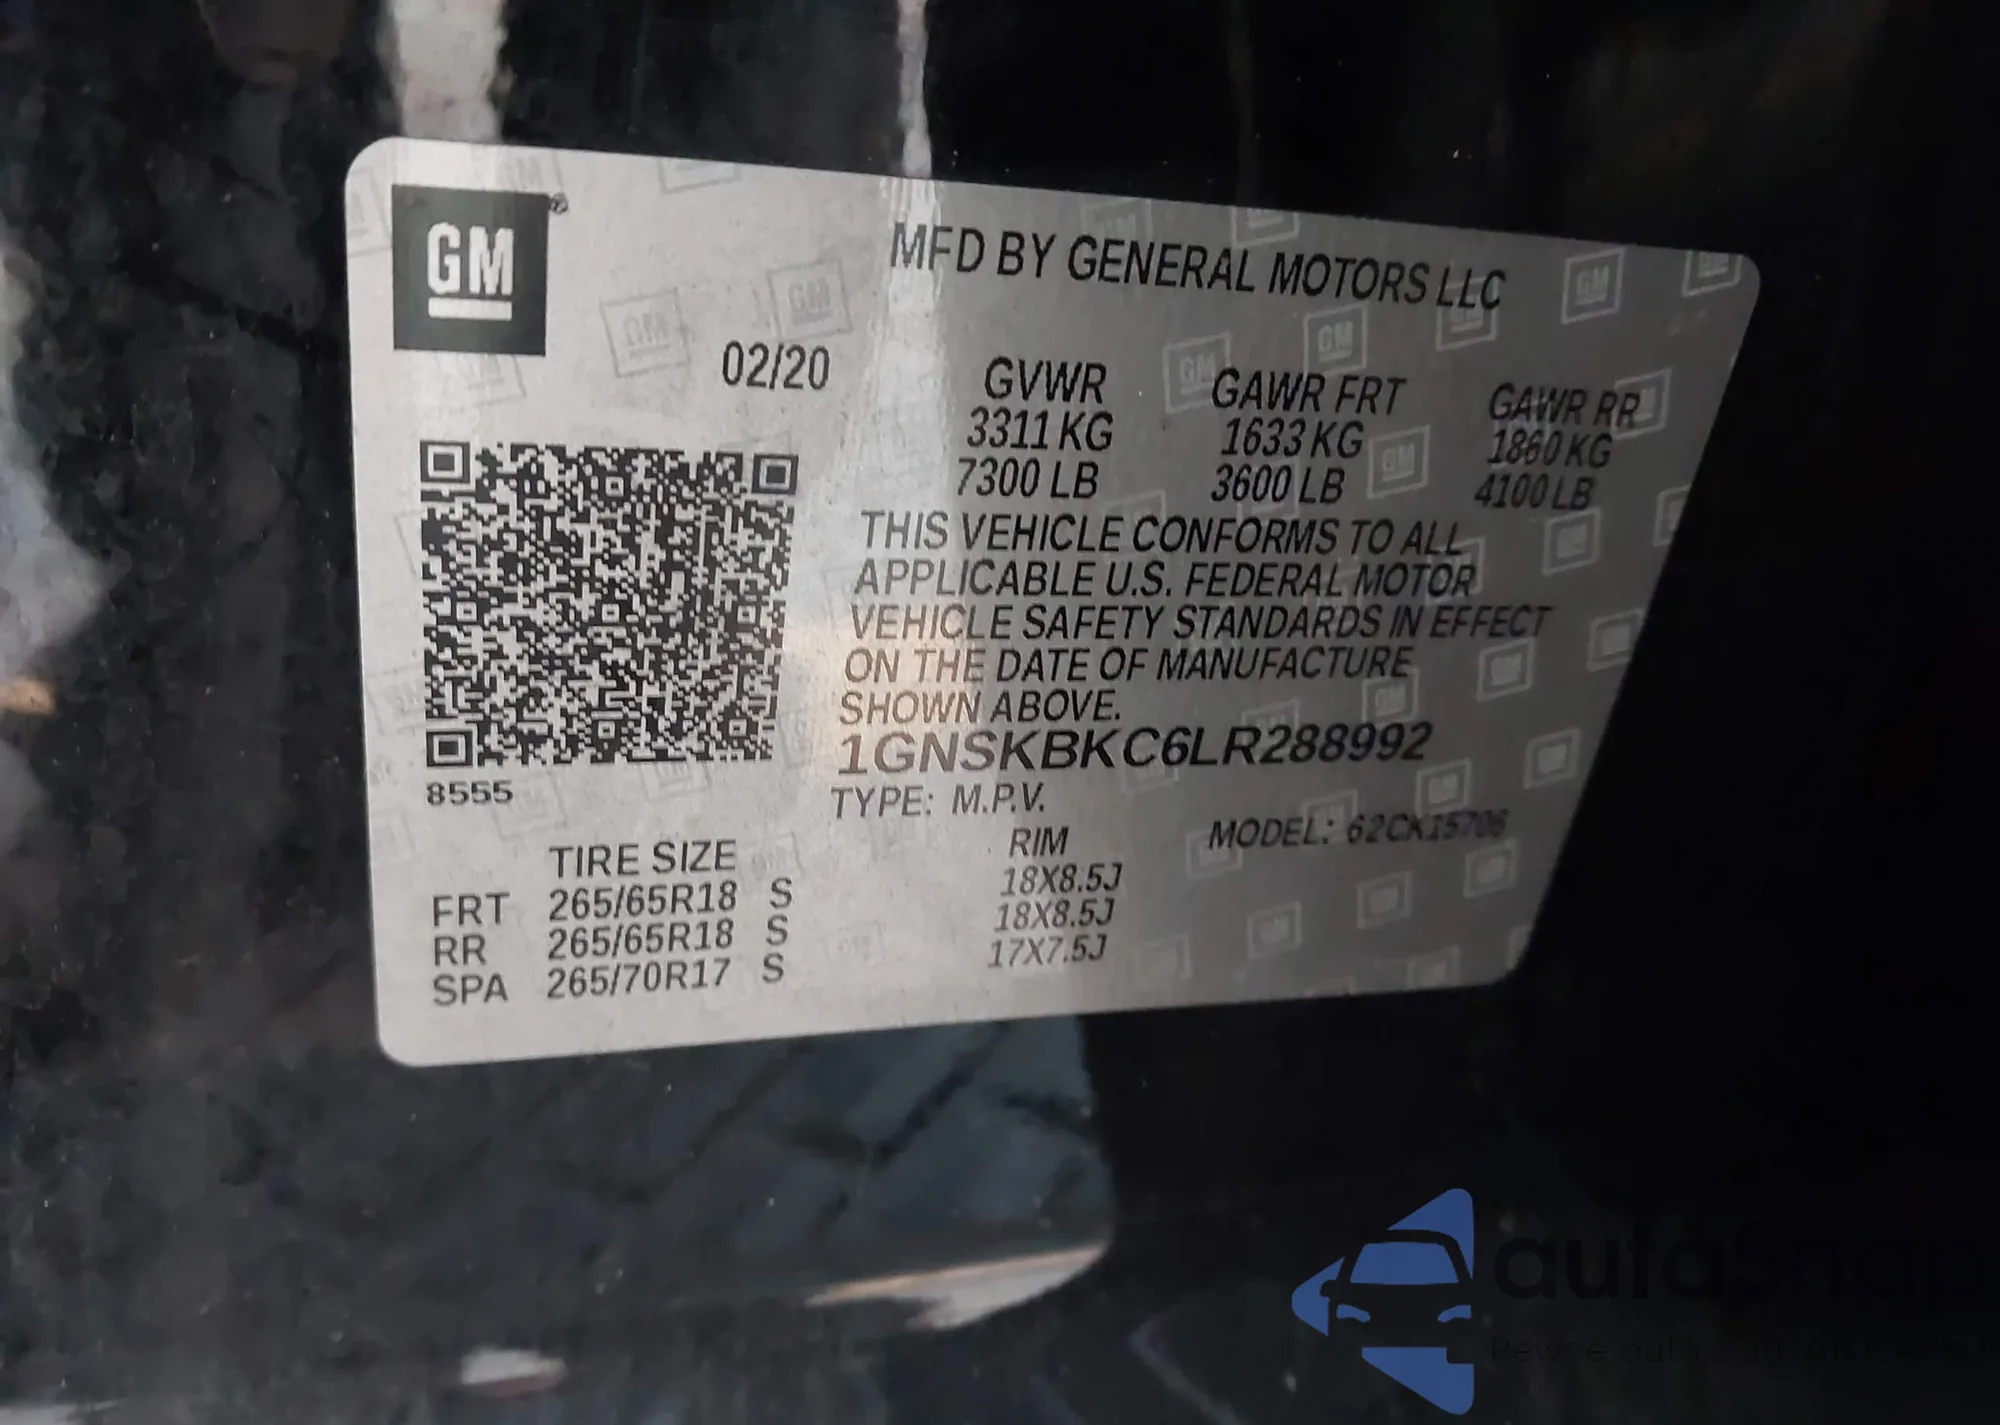 GM
MFD BY GENERAL MOTORS LLC
02/20
GVWR GAWR FRT GAWR RR
3311 KG 1633 KG 1860 KG
7300 LB 3600 LB 4100 LB
THIS VEHICLE CONFORMS TO ALL
APPLICABLE U.S. FEDERAL MOTOR
VEHICLE SAFETY STANDARDS IN EFFECT
ON THE DATE OF MANUFACTURE
SHOWN ABOVE.
1GNSKBKC6LR288992
8555
TYPE: M.P.V. MODEL: 62CK15706
TIRE SIZE RIM
FRT 265/65R18 S 18X8.5J
RR 265/65R18 S 18X8.5J
SPA 265/70R17 S 17X7.5J
autoSnap